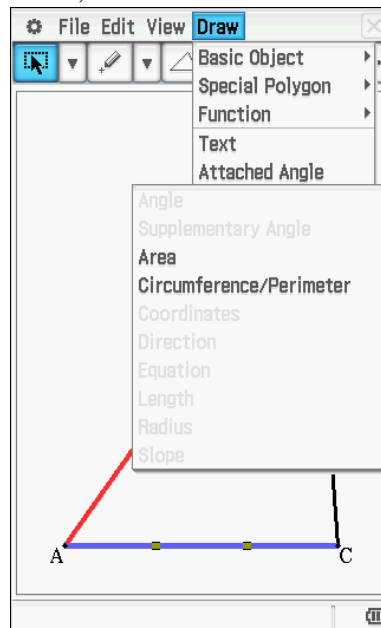 File Edit View Draw
Basic Object
Special Polygon
Function
Text
Attached Angle
Angle
Supplementary Angle
Area
Circumference/Perimeter
Coordinates
Direction
Equation
Length
Radius
Slope
A
C